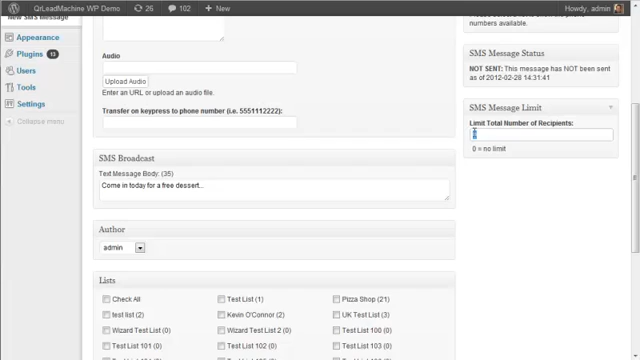 QrLeadMachine WP Demo 26 102 + New Howdy, admin
New SMS Message
Appearance
Plugins 13
Users
Tools
Settings
Collapse menu
Audio
Upload Audio
Enter an URL or upload an audio file.
Transfer on keypress to phone number (i.e. 5551112222):
SMS Broadcast
Text Message Body: (35)
Come in today for a free dessert...
Author
admin
Lists
Check All Test List (1) Pizza Shop (21)
test list (2) Kevin O'Connor (2) UK Test List (3)
Wizard Test List (0) Wizard Test List 2 (0) Test List 100 (0)
Test List 101 (0) Test List 102 (0) Test List 103 (0)
numbers available.
SMS Message Status
NOT SENT: This message has NOT been sent
as of 2012-02-28 14:31:41
SMS Message Limit
Limit Total Number of Recipients:
0 = no limit